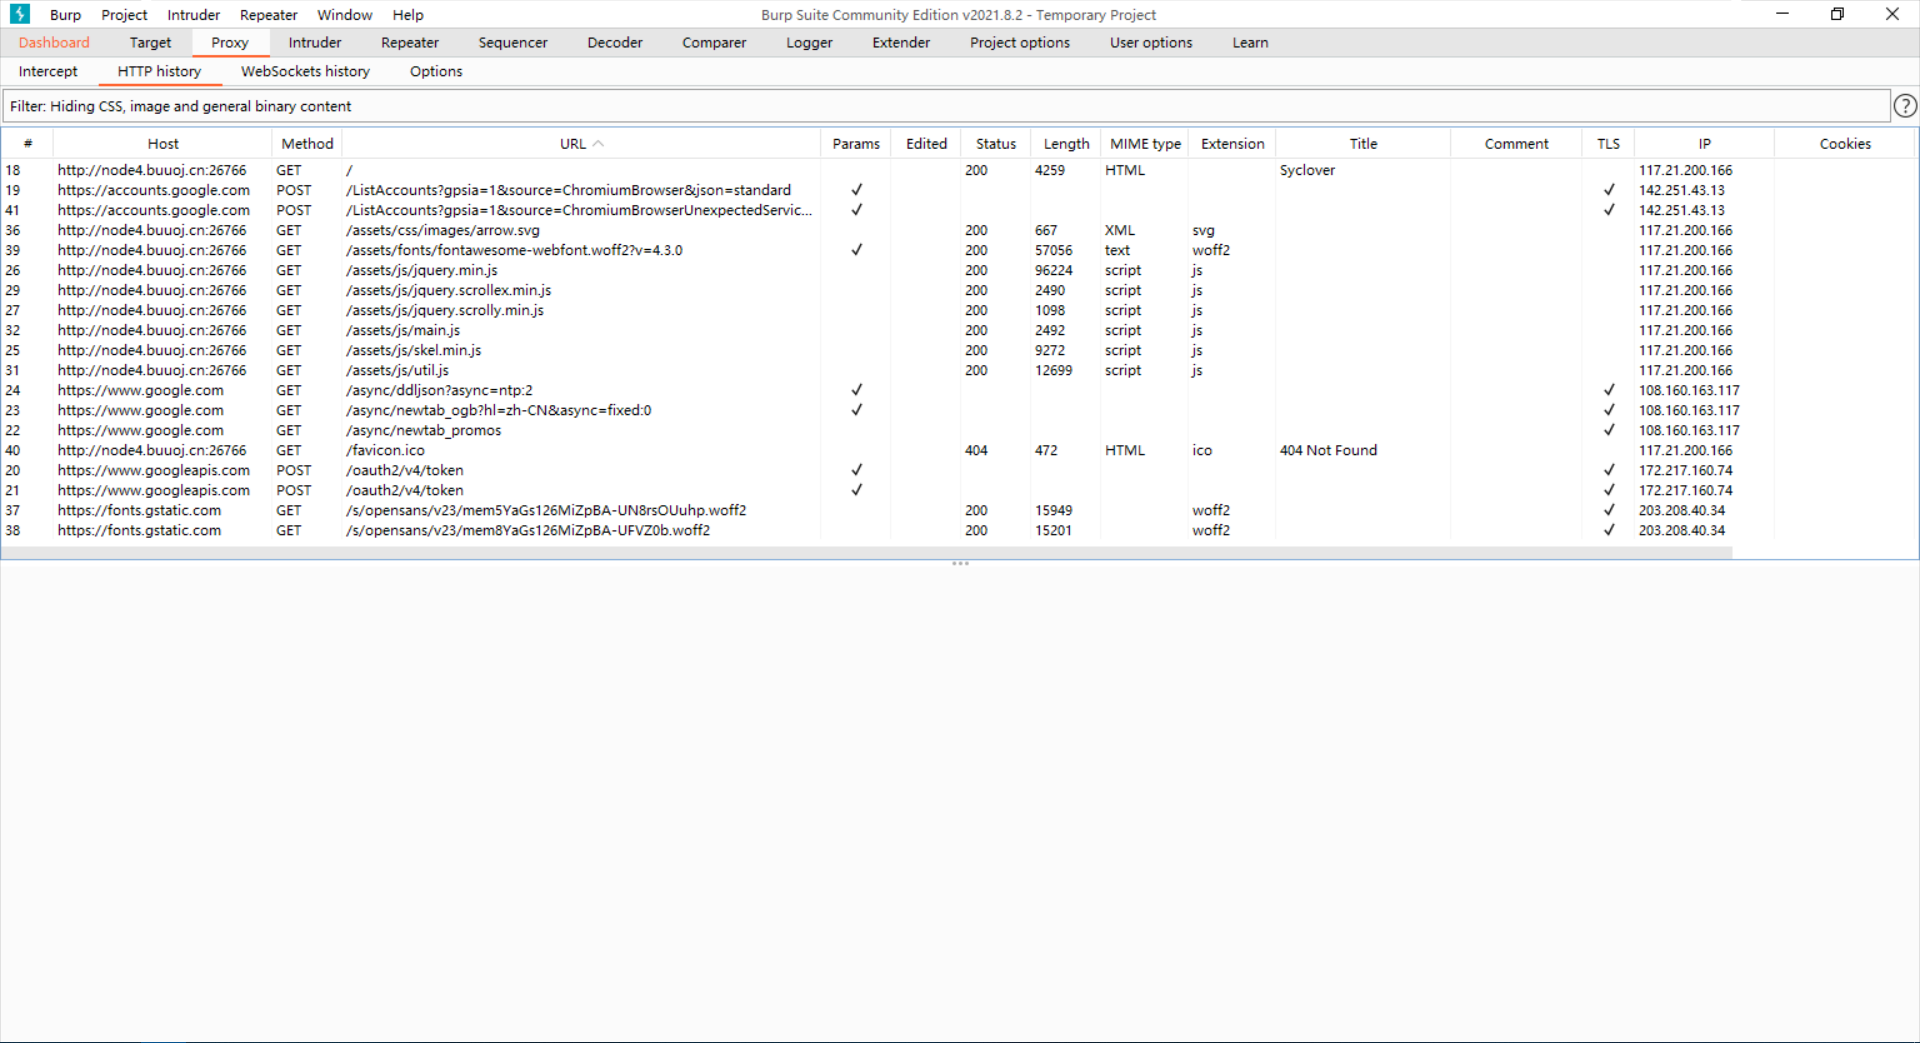 Burp Project Intruder Repeater Window Help Burp Suite Community Edition v2021.8.2 - Temporary Project
Dashboard Target Proxy Intruder Repeater Sequencer Decoder Comparer Logger Extender Project options User options Learn
Intercept HTTP history WebSockets history Options
Filter: Hiding CSS, image and general binary content ?
# Host Method URL Params Edited Status Length MIME type Extension Title Comment TLS IP Cookies
18 http://node4.buuoj.cn:26766 GET / 200 4259 HTML Syclover 117.21.200.166
19 https://accounts.google.com POST /ListAccounts?gpsia=1&source=ChromiumBrowser&json=standard ✓ ✓ 142.251.43.13
41 https://accounts.google.com POST /ListAccounts?gpsia=1&source=ChromiumBrowserUnexpectedServic... ✓ ✓ 142.251.43.13
36 http://node4.buuoj.cn:26766 GET /assets/css/images/arrow.svg 200 667 XML svg 117.21.200.166
39 http://node4.buuoj.cn:26766 GET /assets/fonts/fontawesome-webfont.woff2?v=4.3.0 ✓ 200 57056 text woff2 117.21.200.166
26 http://node4.buuoj.cn:26766 GET /assets/js/jquery.min.js 200 96224 script js 117.21.200.166
29 http://node4.buuoj.cn:26766 GET /assets/js/jquery.scrollex.min.js 200 2490 script js 117.21.200.166
27 http://node4.buuoj.cn:26766 GET /assets/js/jquery.scrolly.min.js 200 1098 script js 117.21.200.166
32 http://node4.buuoj.cn:26766 GET /assets/js/main.js 200 2492 script js 117.21.200.166
25 http://node4.buuoj.cn:26766 GET /assets/js/skel.min.js 200 9272 script js 117.21.200.166
31 http://node4.buuoj.cn:26766 GET /assets/js/util.js 200 12699 script js 117.21.200.166
24 https://www.google.com GET /async/ddljson?async=ntp:2 ✓ ✓ 108.160.163.117
23 https://www.google.com GET /async/newtab_ogb?hl=zh-CN&async=fixed:0 ✓ ✓ 108.160.163.117
22 https://www.google.com GET /async/newtab_promos ✓ 108.160.163.117
40 http://node4.buuoj.cn:26766 GET /favicon.ico 404 472 HTML ico 404 Not Found 117.21.200.166
20 https://www.googleapis.com POST /oauth2/v4/token ✓ ✓ 172.217.160.74
21 https://www.googleapis.com POST /oauth2/v4/token ✓ ✓ 172.217.160.74
37 https://fonts.gstatic.com GET /s/opensans/v23/mem5YaGs126MiZpBA-UN8rsOUuhp.woff2 200 15949 woff2 ✓ 203.208.40.34
38 https://fonts.gstatic.com GET /s/opensans/v23/mem8YaGs126MiZpBA-UFVZ0b.woff2 200 15201 woff2 ✓ 203.208.40.34